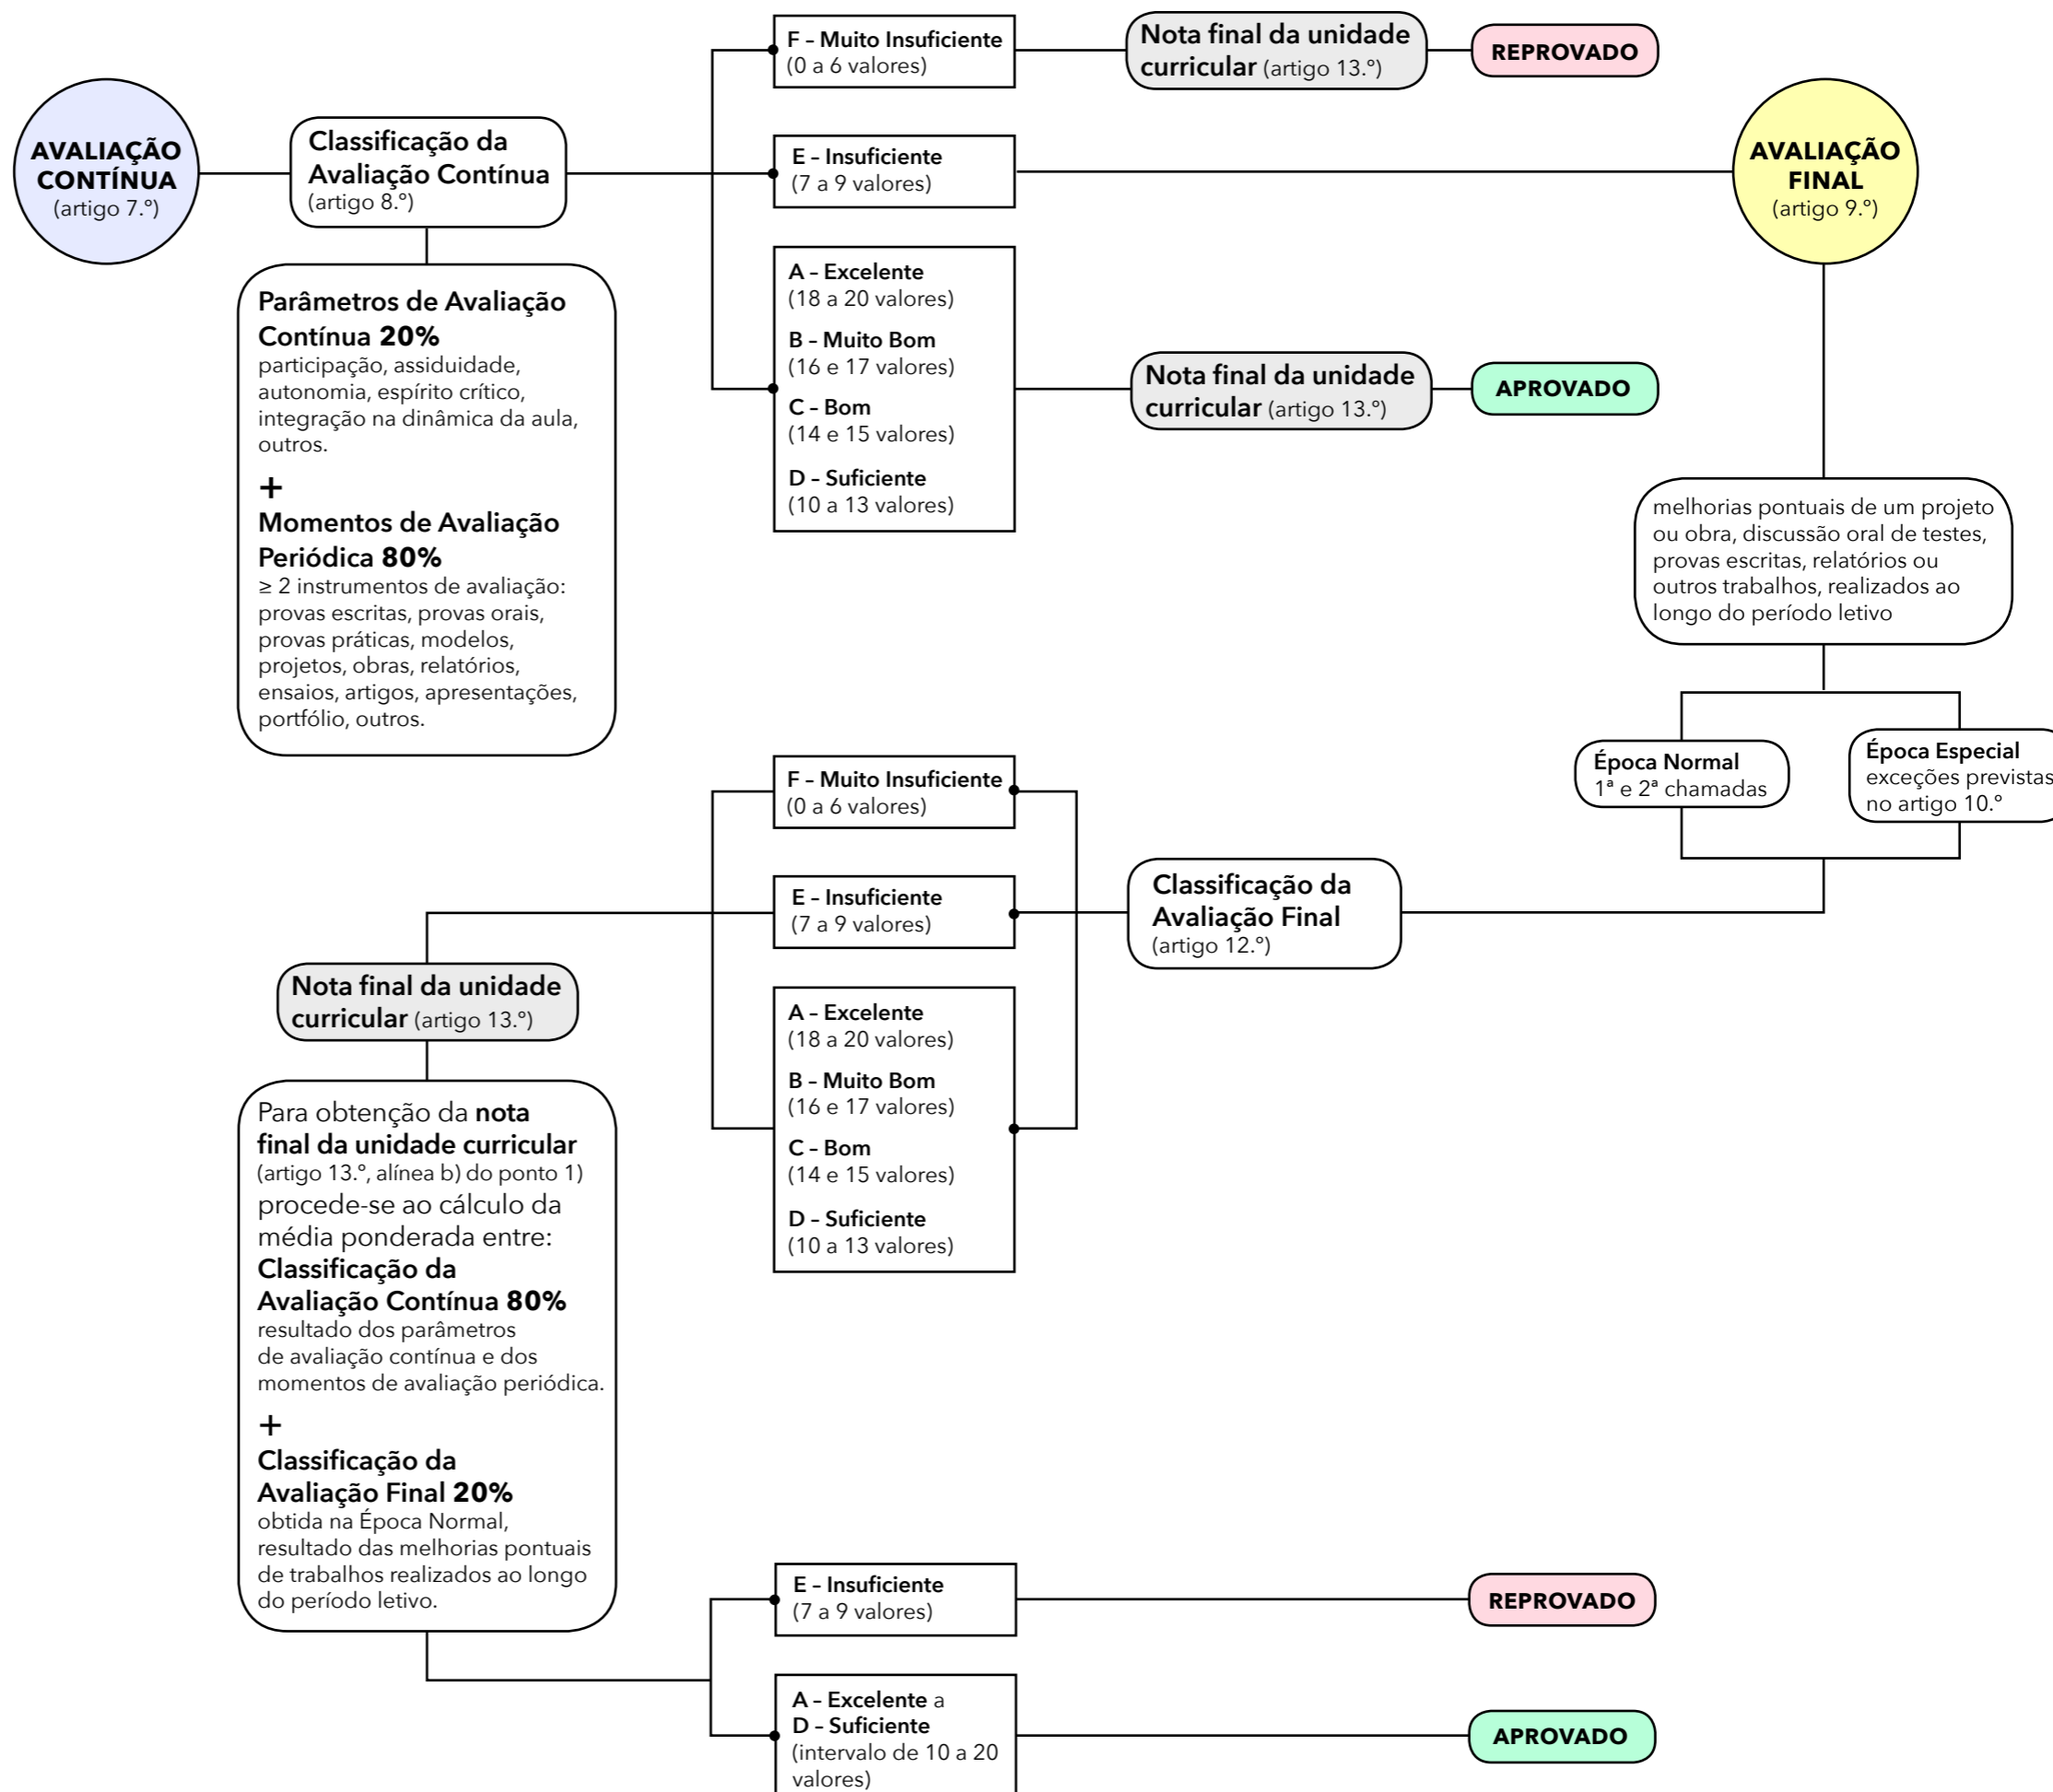 AVALIAÇÃO
CONTÍNUA
(artigo 7.º)
Classificação da
Avaliação Contínua
(artigo 8.º)
Parâmetros de Avaliação
Contínua 20%
participação, assiduidade,
autonomia, espírito crítico,
integração na dinâmica da aula,
outros.
+
Momentos de Avaliação
Periódica 80%
≥ 2 instrumentos de avaliação:
provas escritas, provas orais,
provas práticas, modelos,
projetos, obras, relatórios,
ensaios, artigos, apresentações,
portfólio, outros.
F – Muito Insuficiente
(0 a 6 valores)
Nota final da unidade
curricular (artigo 13.º)
REPROVADO
E – Insuficiente
(7 a 9 valores)
A – Excelente
(18 a 20 valores)
B – Muito Bom
(16 e 17 valores)
C – Bom
(14 e 15 valores)
D – Suficiente
(10 a 13 valores)
Nota final da unidade
curricular (artigo 13.º)
APROVADO
AVALIAÇÃO
FINAL
(artigo 9.º)
melhorias pontuais de um projeto
ou obra, discussão oral de testes,
provas escritas, relatórios ou
outros trabalhos, realizados ao
longo do período letivo
Época Normal
1ª e 2ª chamadas
Época Especial
exceções previstas
no artigo 10.º
Classificação da
Avaliação Final
(artigo 12.º)
F – Muito Insuficiente
(0 a 6 valores)
E – Insuficiente
(7 a 9 valores)
A – Excelente
(18 a 20 valores)
B – Muito Bom
(16 e 17 valores)
C – Bom
(14 e 15 valores)
D – Suficiente
(10 a 13 valores)
Nota final da unidade
curricular (artigo 13.º)
Para obtenção da nota
final da unidade curricular
(artigo 13.º, alínea b) do ponto 1)
procede-se ao cálculo da
média ponderada entre:
Classificação da
Avaliação Contínua 80%
resultado dos parâmetros
de avaliação contínua e dos
momentos de avaliação periódica.
+
Classificação da
Avaliação Final 20%
obtida na Época Normal,
resultado das melhorias pontuais
de trabalhos realizados ao longo
do período letivo.
E – Insuficiente
(7 a 9 valores)
REPROVADO
A – Excelente a
D – Suficiente
(intervalo de 10 a 20
valores)
APROVADO